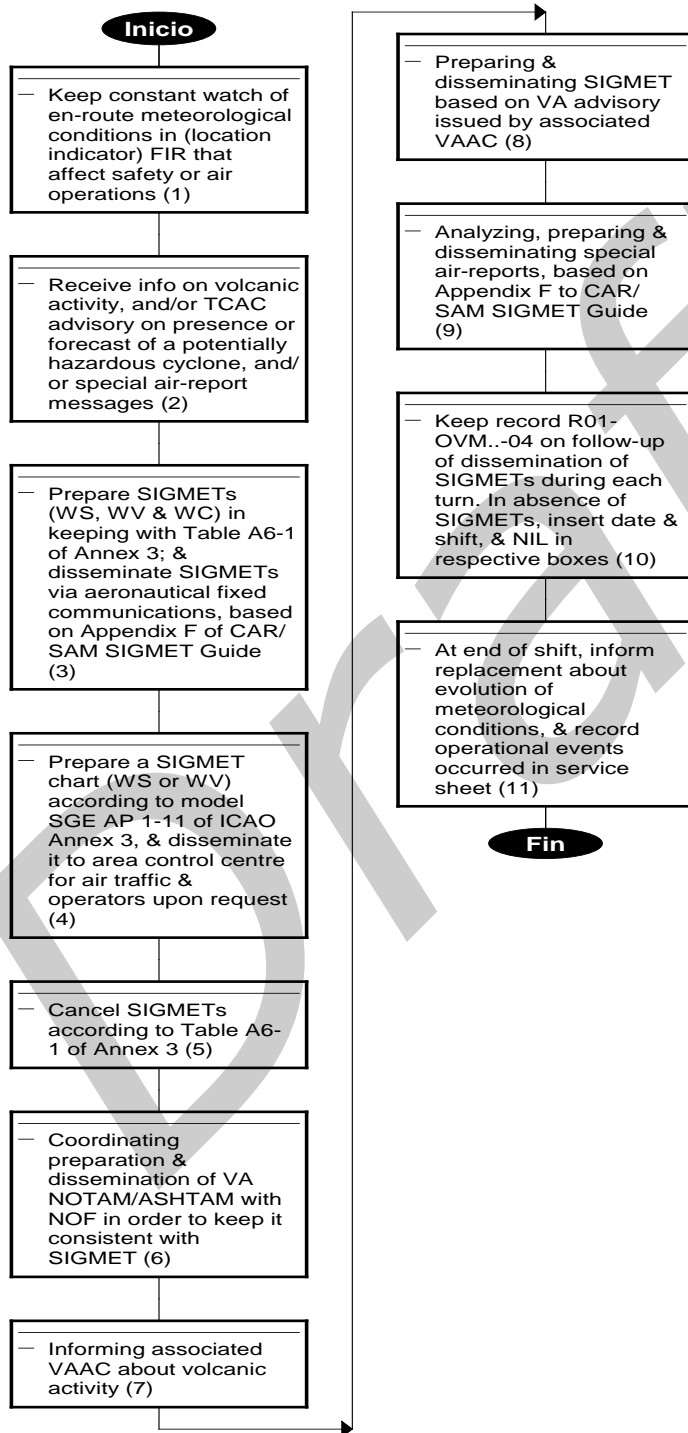 Inicio
— Keep constant watch of
en-route meteorological
conditions in (location
indicator) FIR that
affect safety or air
operations (1)
— Receive info on volcanic
activity, and/or TCAC
advisory on presence or
forecast of a potentially
hazardous cyclone, and/
or special air-report
messages (2)
— Prepare SIGMETs
(WS, WV & WC) in
keeping with Table A6-1
of Annex 3; &
disseminate SIGMETs
via aeronautical fixed
communications, based
on Appendix F of CAR/
SAM SIGMET Guide
(3)
— Prepare a SIGMET
chart (WS or WV)
according to model
SGE AP 1-11 of ICAO
Annex 3, & disseminate
it to area control centre
for air traffic &
operators upon request
(4)
— Cancel SIGMETs
according to Table A6-
1 of Annex 3 (5)
— Coordinating
preparation &
dissemination of VA
NOTAM/ASHTAM with
NOF in order to keep it
consistent with
SIGMET (6)
— Informing associated
VAAC about volcanic
activity (7)
— Preparing &
disseminating SIGMET
based on VA advisory
issued by associated
VAAC (8)
— Analyzing, preparing &
disseminating special
air-reports, based on
Appendix F to CAR/
SAM SIGMET Guide
(9)
— Keep record R01-
OVM..-04 on follow-up
of dissemination of
SIGMETs during each
turn. In absence of
SIGMETs, insert date &
shift, & NIL in
respective boxes (10)
— At end of shift, inform
replacement about
evolution of
meteorological
conditions, & record
operational events
occurred in service
sheet (11)
Fin
Draf